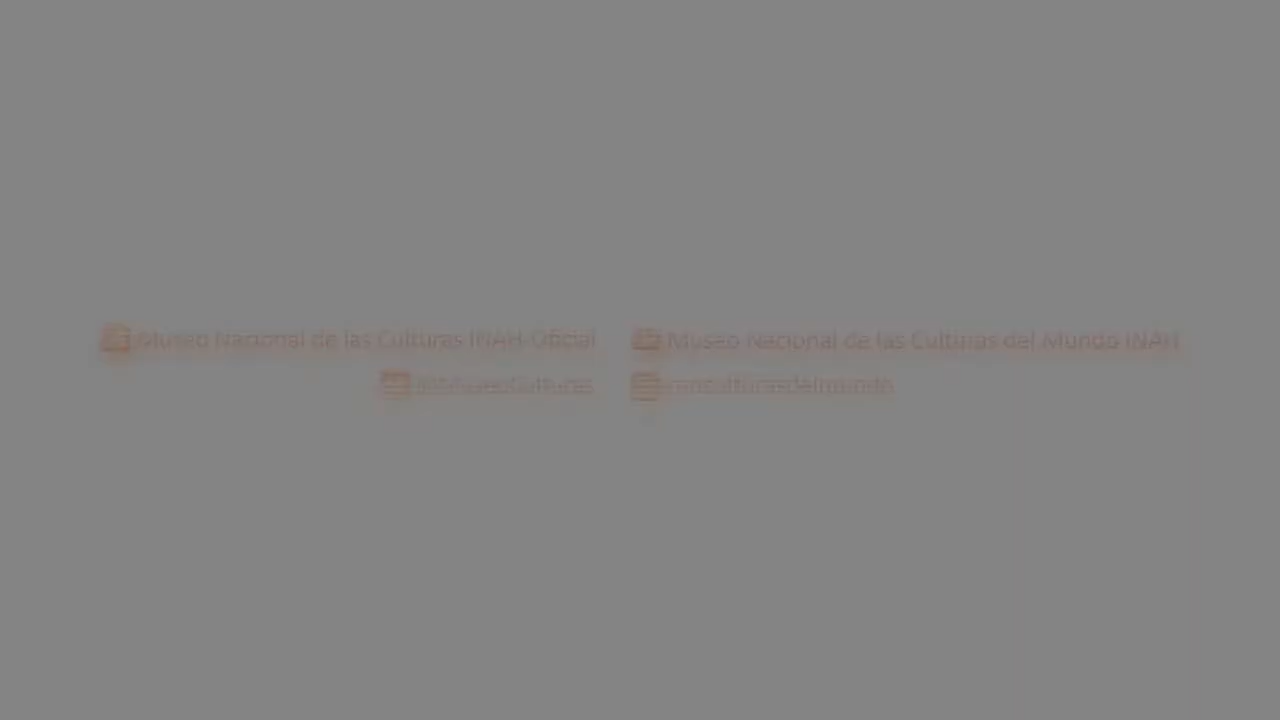 Museo Nacional de las Culturas INAH Oficial
Museo Nacional de las Culturas del Mundo INAH